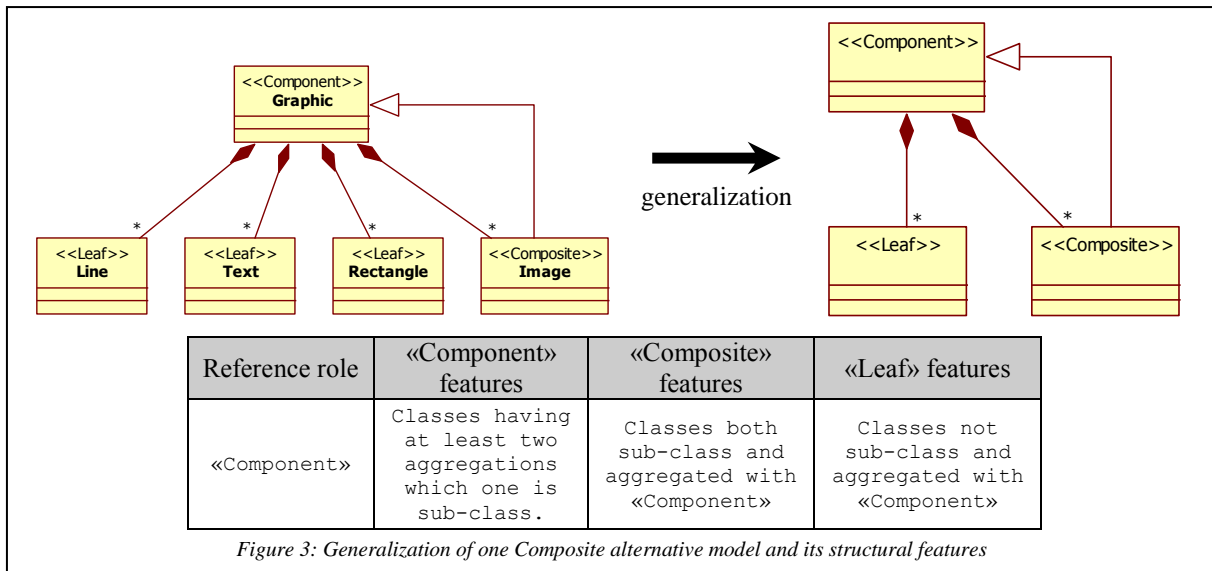 <<Component>>
Graphic
*
*
*
*
<<Leaf>>
Line
<<Leaf>>
Text
<<Leaf>>
Rectangle
<<Composite>>
Image
generalization
<<Component>>
*
*
<<Leaf>>
<<Composite>>
Reference role
«Component»
features
«Composite»
features
«Leaf» features
«Component»
Classes having
at least two
aggregations
which one is
sub-class.
Classes both
sub-class and
aggregated with
«Component»
Classes not
sub-class and
aggregated with
«Component»
Figure 3: Generalization of one Composite alternative model and its structural features